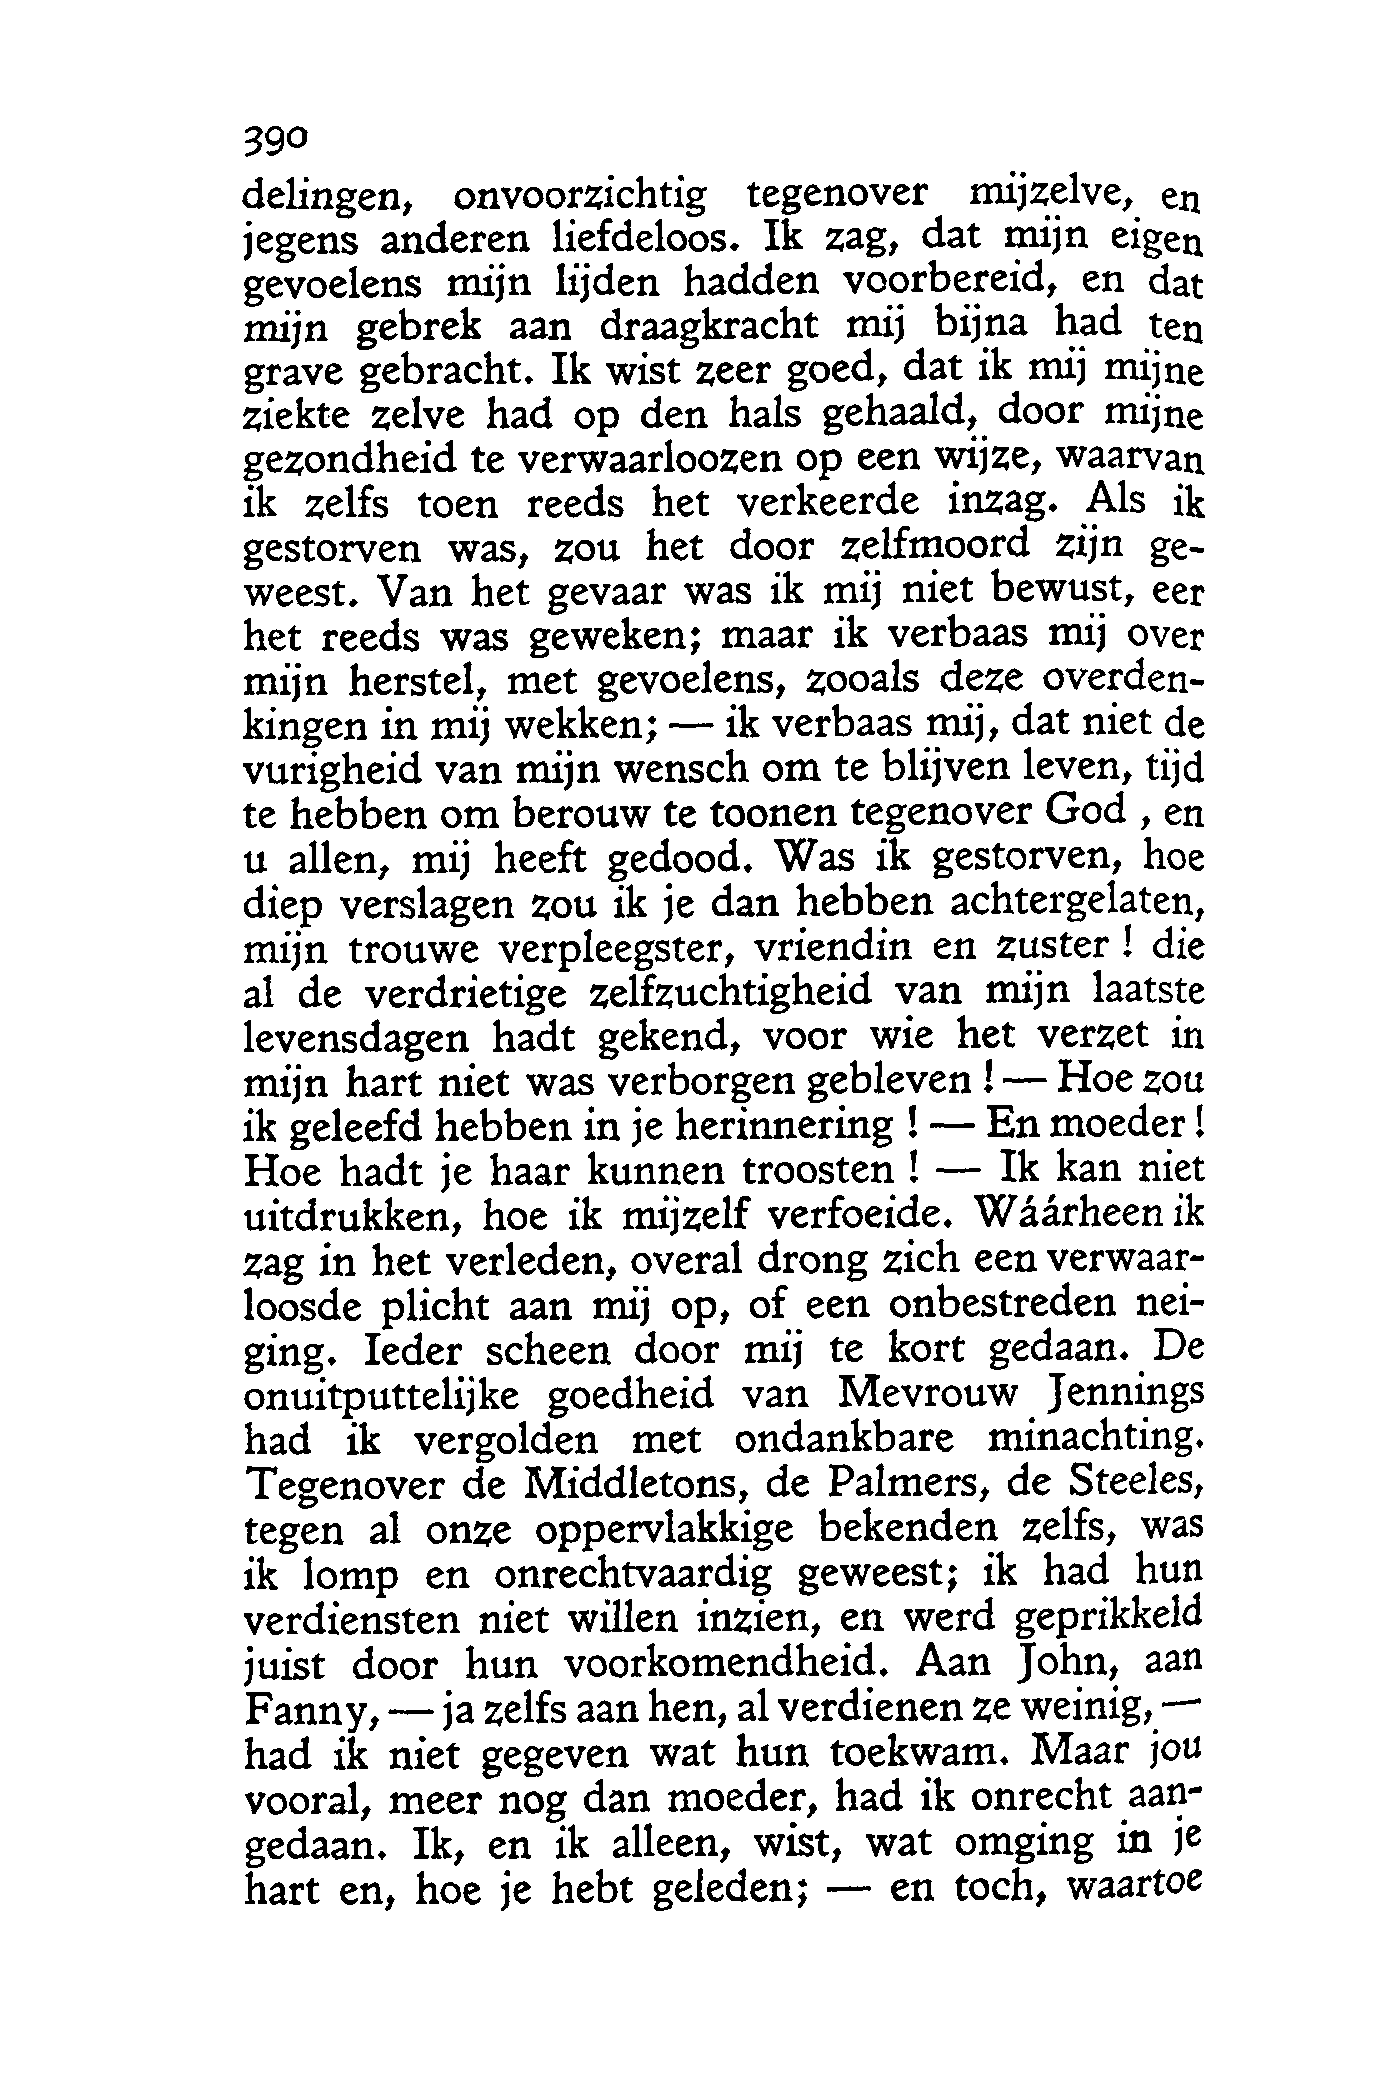 390
delingen, onvoorzichtig tegenover mijzelve, en
jegens anderen liefdeloos. Ik zag, dat mijn eigen
gevoelens mijn lijden hadden voorbereid, en dat
mijn gebrek aan draagkracht mij bijna had ten
grave gebracht. Ik wist zeer goed, dat ik mij mijne
ziekte zelve had op den hals gehaald, door mijne
gezondheid te verwaarloozen op een wijze, waarvan
ik zelfs toen reeds het verkeerde inzag. Als ik
gestorven was, zou het door zelfmoord zijn ge-
weest. Van het gevaar was ik mij niet bewust, eer
het reeds was geweken; maar ik verbaas mij over
mijn herstel, met gevoelens, zooals deze overden-
kingen in mij wekken; — ik verbaas mij, dat niet de
vurigheid van mijn wensch om te blijven leven, tijd
te hebben om berouw te toonen tegenover God , en
u allen, mij heeft gedood. Was ik gestorven, hoe
diep verslagen zou ik je dan hebben achtergelaten,
mijn trouwe verpleegster, vriendin en zuster ! die
al de verdrietige zelfzuchtigheid van mijn laatste
levensdagen hadt gekend, voor wie het verzet in
mijn hart niet was verborgen gebleven ! — Hoe zou
ik geleefd hebben in je herinnering ! — En moeder !
Hoe hadt je haar kunnen troosten ! — Ik kan niet
uitdrukken, hoe ik mijzelf verfoeide. Wáárheen ik
zag in het verleden, overal drong zich een verwaar-
loosde plicht aan mij op, of een onbestreden nei-
ging. Ieder scheen door mij te kort gedaan. De
onuitputtelijke goedheid van Mevrouw Jennings
had ik vergolden met ondankbare minachting.
Tegenover de Middletons, de Palmers, de Steeles,
tegen al onze oppervlakkige bekenden zelfs, was
ik lomp en onrechtvaardig geweest; ik had hun
verdiensten niet willen inzien, en werd geprikkeld
juist door hun voorkomendheid. Aan John, aan
Fanny, — ja zelfs aan hen, al verdienen ze weinig, —
had ik niet gegeven wat hun toekwam. Maar jou
vooral, meer nog dan moeder, had ik onrecht aan-
gedaan. Ik, en ik alleen, wist, wat omging in je
hart en, hoe je hebt geleden; — en toch, waartoe